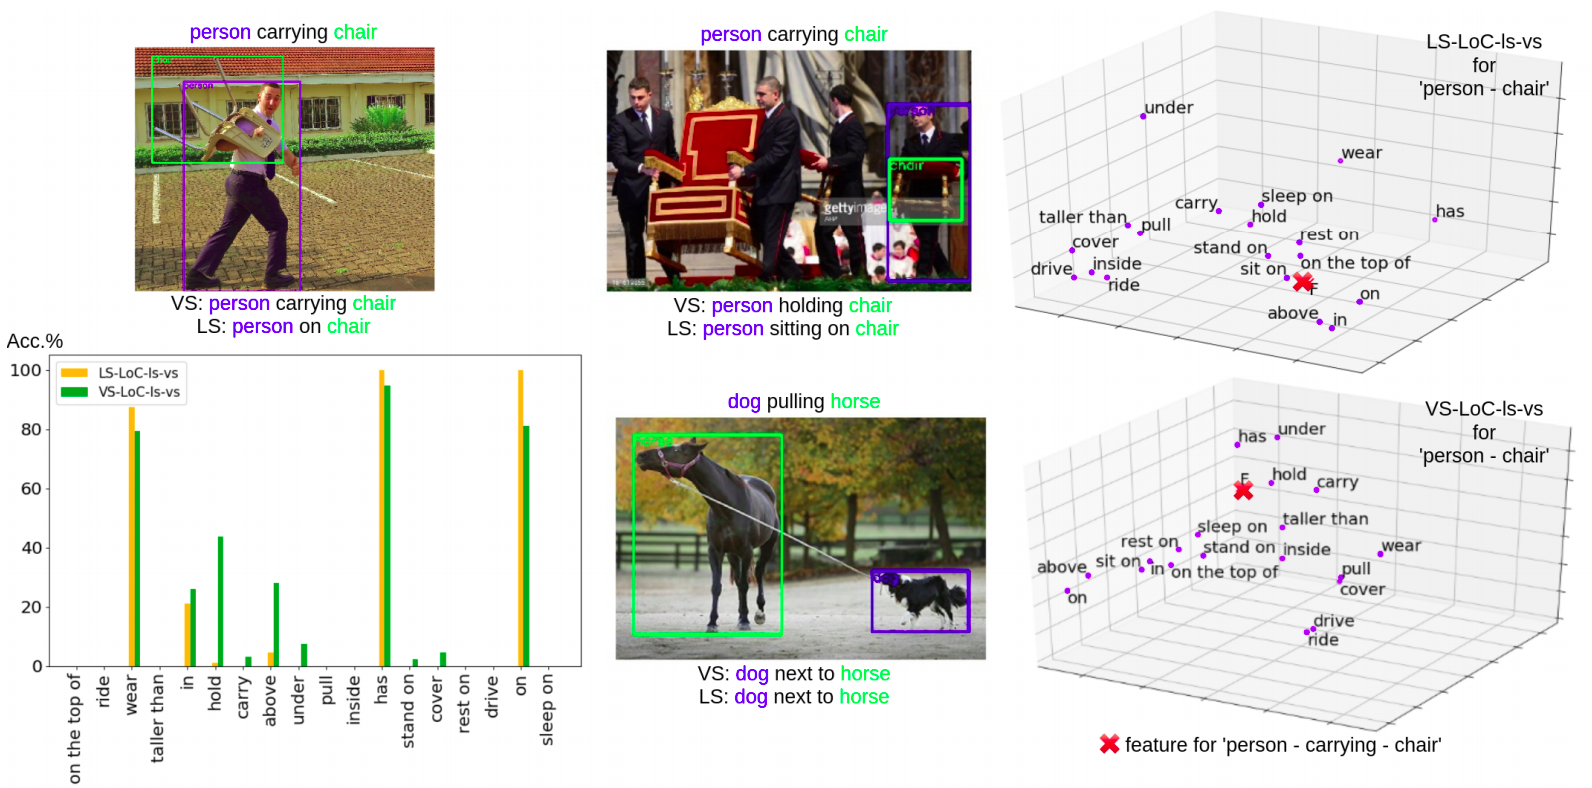 person carrying chair
chair
person
VS: person carrying chair
LS: person on chair
person carrying chair
person
chair
gettyimages
VS: person holding chair
LS: person sitting on chair
LS-LoC-ls-vs
for
'person - chair'
under
wear
carry
sleep on
hold
has
taller than
pull
rest on
cover
stand on
on the top of
drive
inside
sit on
ride
F
on
above
in
Acc.%
100
80
60
40
20
0
LS-LoC-ls-vs
VS-LoC-ls-vs
on the top of
ride
wear
taller than
in
hold
carry
above
under
pull
inside
has
stand on
cover
rest on
drive
on
sleep on
dog pulling horse
VS: dog next to horse
LS: dog next to horse
VS-LoC-ls-vs
for
'person - chair'
has
under
F
hold
carry
taller than
sleep on
rest on
stand on
inside
wear
above
sit on
in
on the top of
pull
cover
on
drive
ride
feature for 'person - carrying - chair'